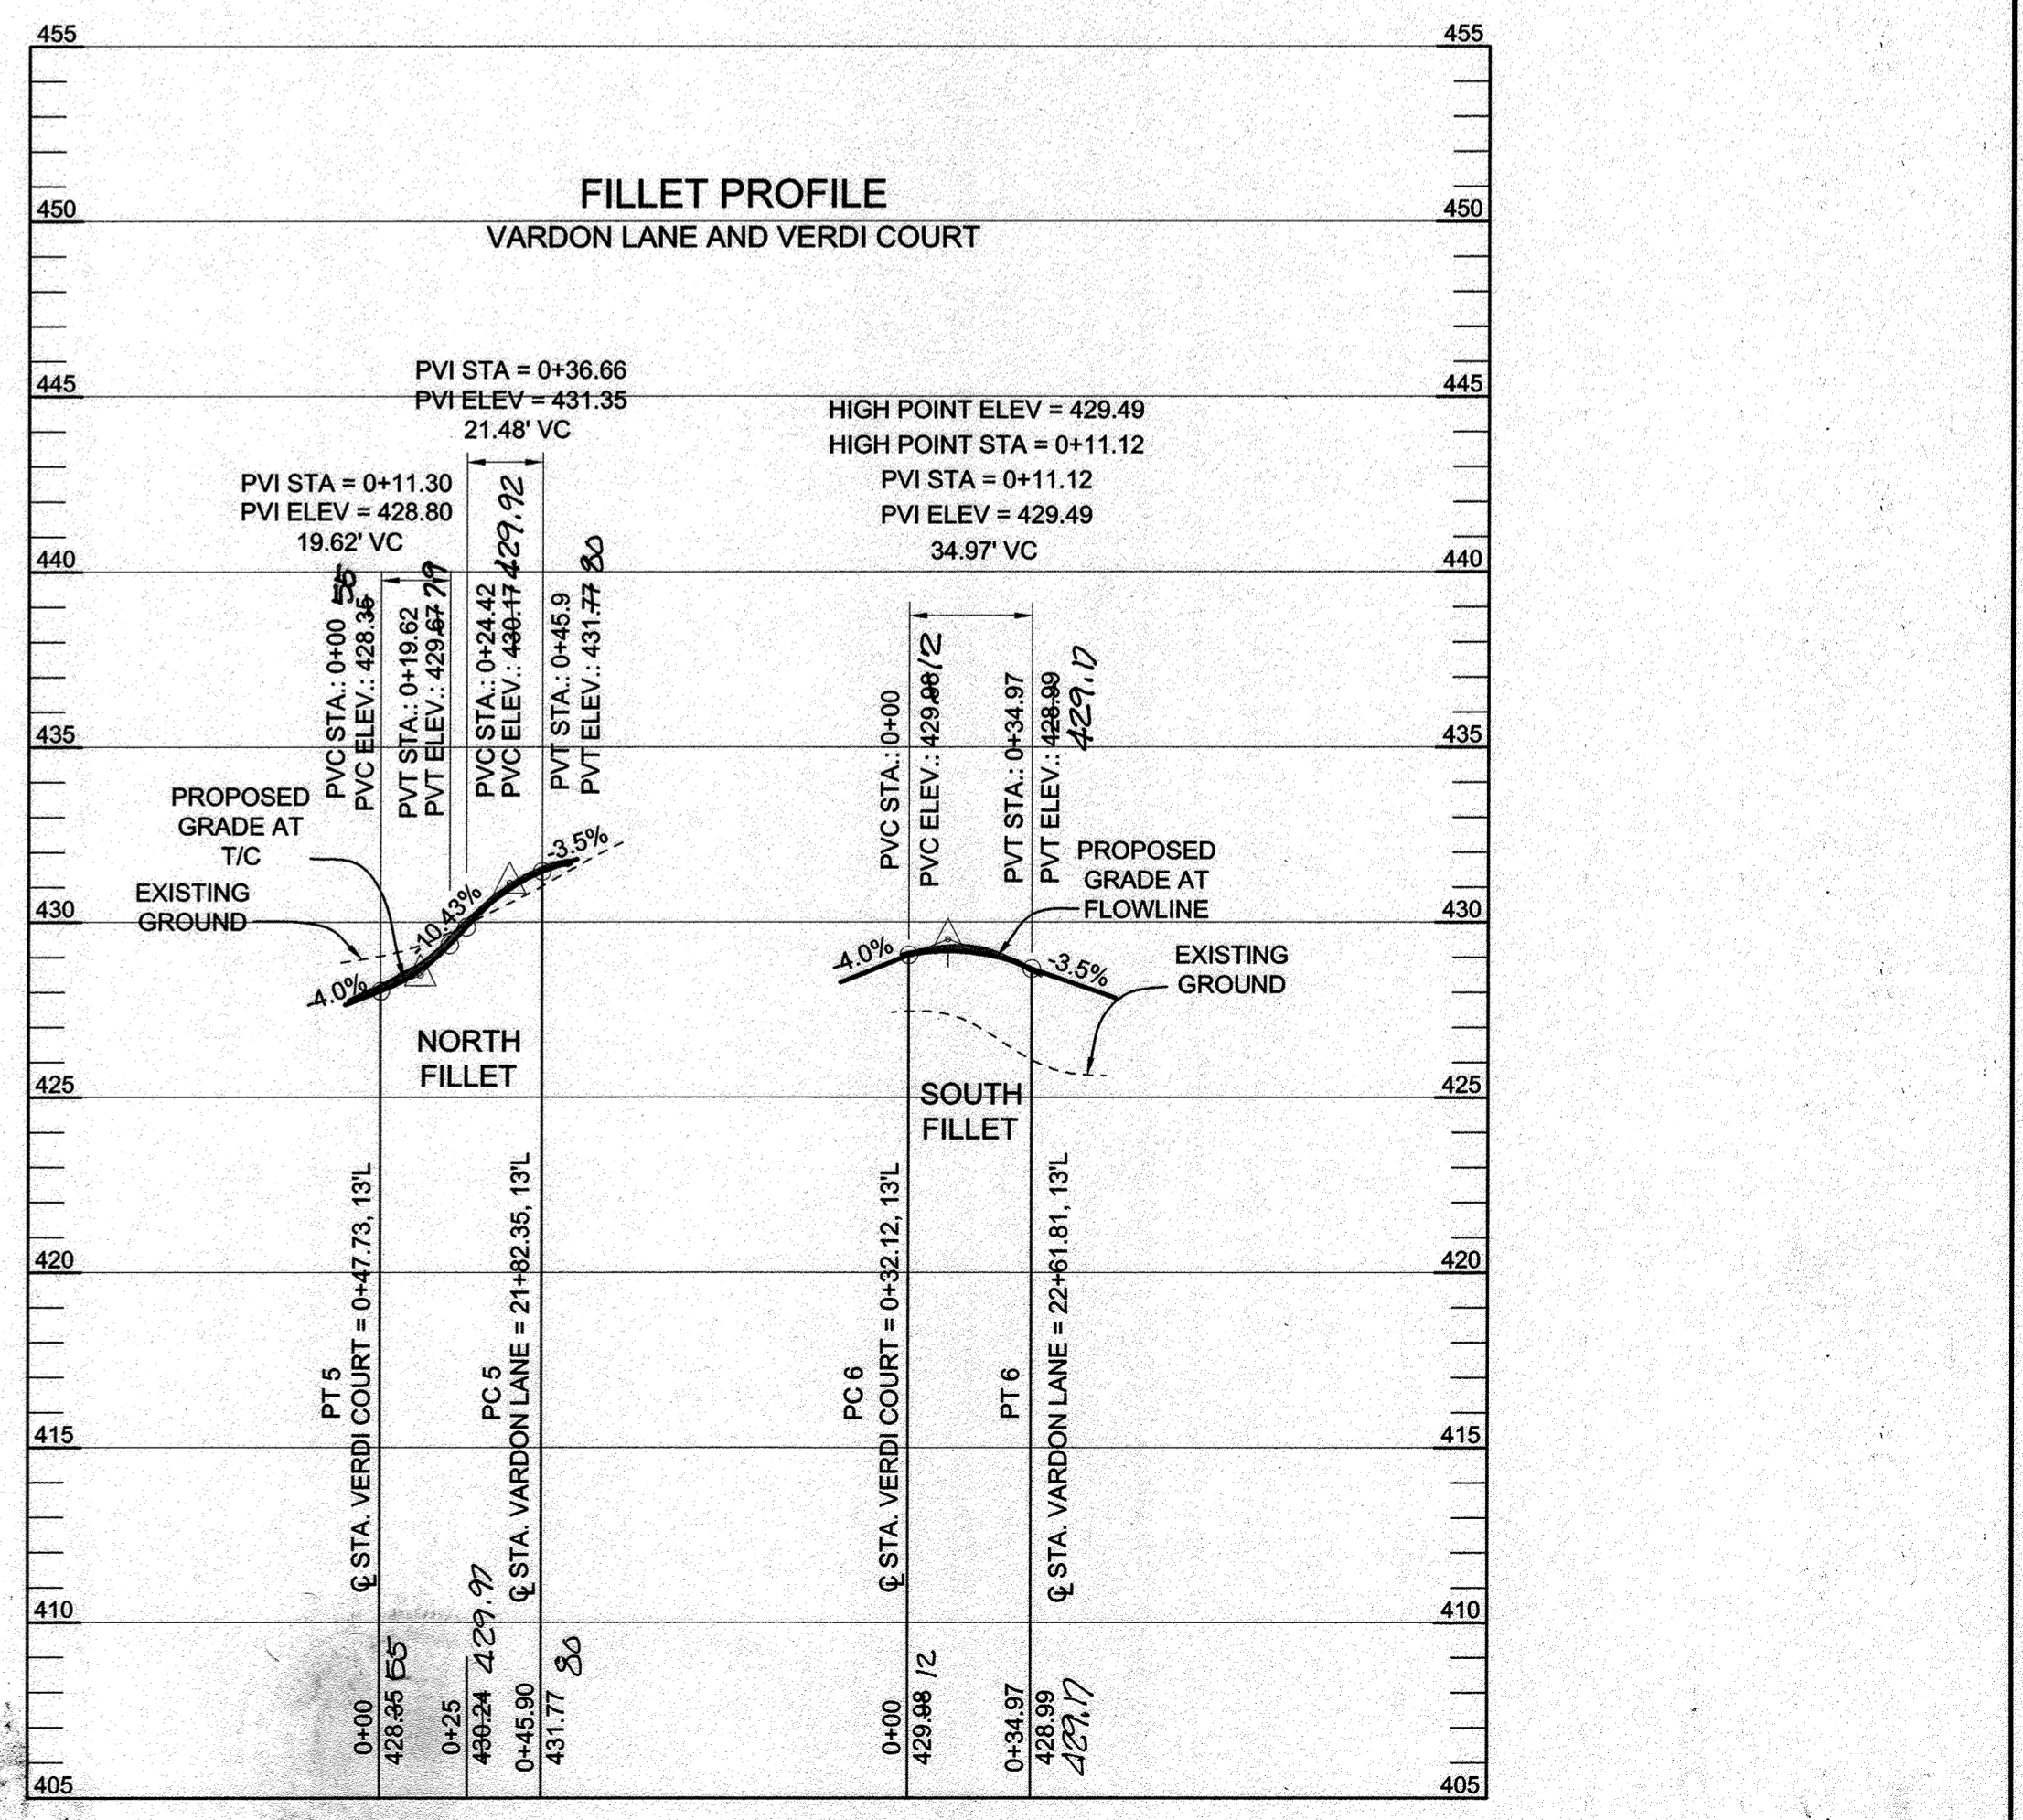 455
455
FILLET PROFILE
450
450
VARDON LANE AND VERDI COURT
PVI STA = 0+36.66
445
445
PVI ELEV = 431.35
HIGH POINT ELEV = 429.49
21.48' VC
HIGH POINT STA = 0+11.12
PVI STA = 0+11.30
PVI STA = 0+11.12
PVI ELEV = 428.80
PVI ELEV = 429.49
19.62' VC
34.97' VC
440
440
PVC STA.: 0+00
PVC ELEV.: 428.35 55
PVT STA.: 0+19.62
PVT ELEV.: 429.67 79
PVC STA.: 0+24.42
PVC ELEV.: 430.17 429.92
PVT STA.: 0+45.9
PVT ELEV.: 431.77 80
PVC STA.: 0+00
PVC ELEV.: 429.98 12
PVT STA.: 0+34.97
PVT ELEV.: 428.99
429.17
435
435
PROPOSED
GRADE AT
T/C
EXISTING
GROUND
-4.0%
10.43%
-3.5%
430
430
PROPOSED
GRADE AT
FLOWLINE
-4.0%
-3.5%
EXISTING
GROUND
NORTH
FILLET
425
425
SOUTH
FILLET
420
420
PT 5
℄ STA. VERDI COURT = 0+47.73, 13'L
PC 5
℄ STA. VARDON LANE = 21+82.35, 13'L
PC 6
℄ STA. VERDI COURT = 0+32.12, 13'L
PT 6
℄ STA. VARDON LANE = 22+61.81, 13'L
415
415
410
410
0+00
428.35 55
0+25
430.24 429.97
0+45.90
431.77 80
0+00
429.98 12
0+34.97
428.99
429.17
405
405